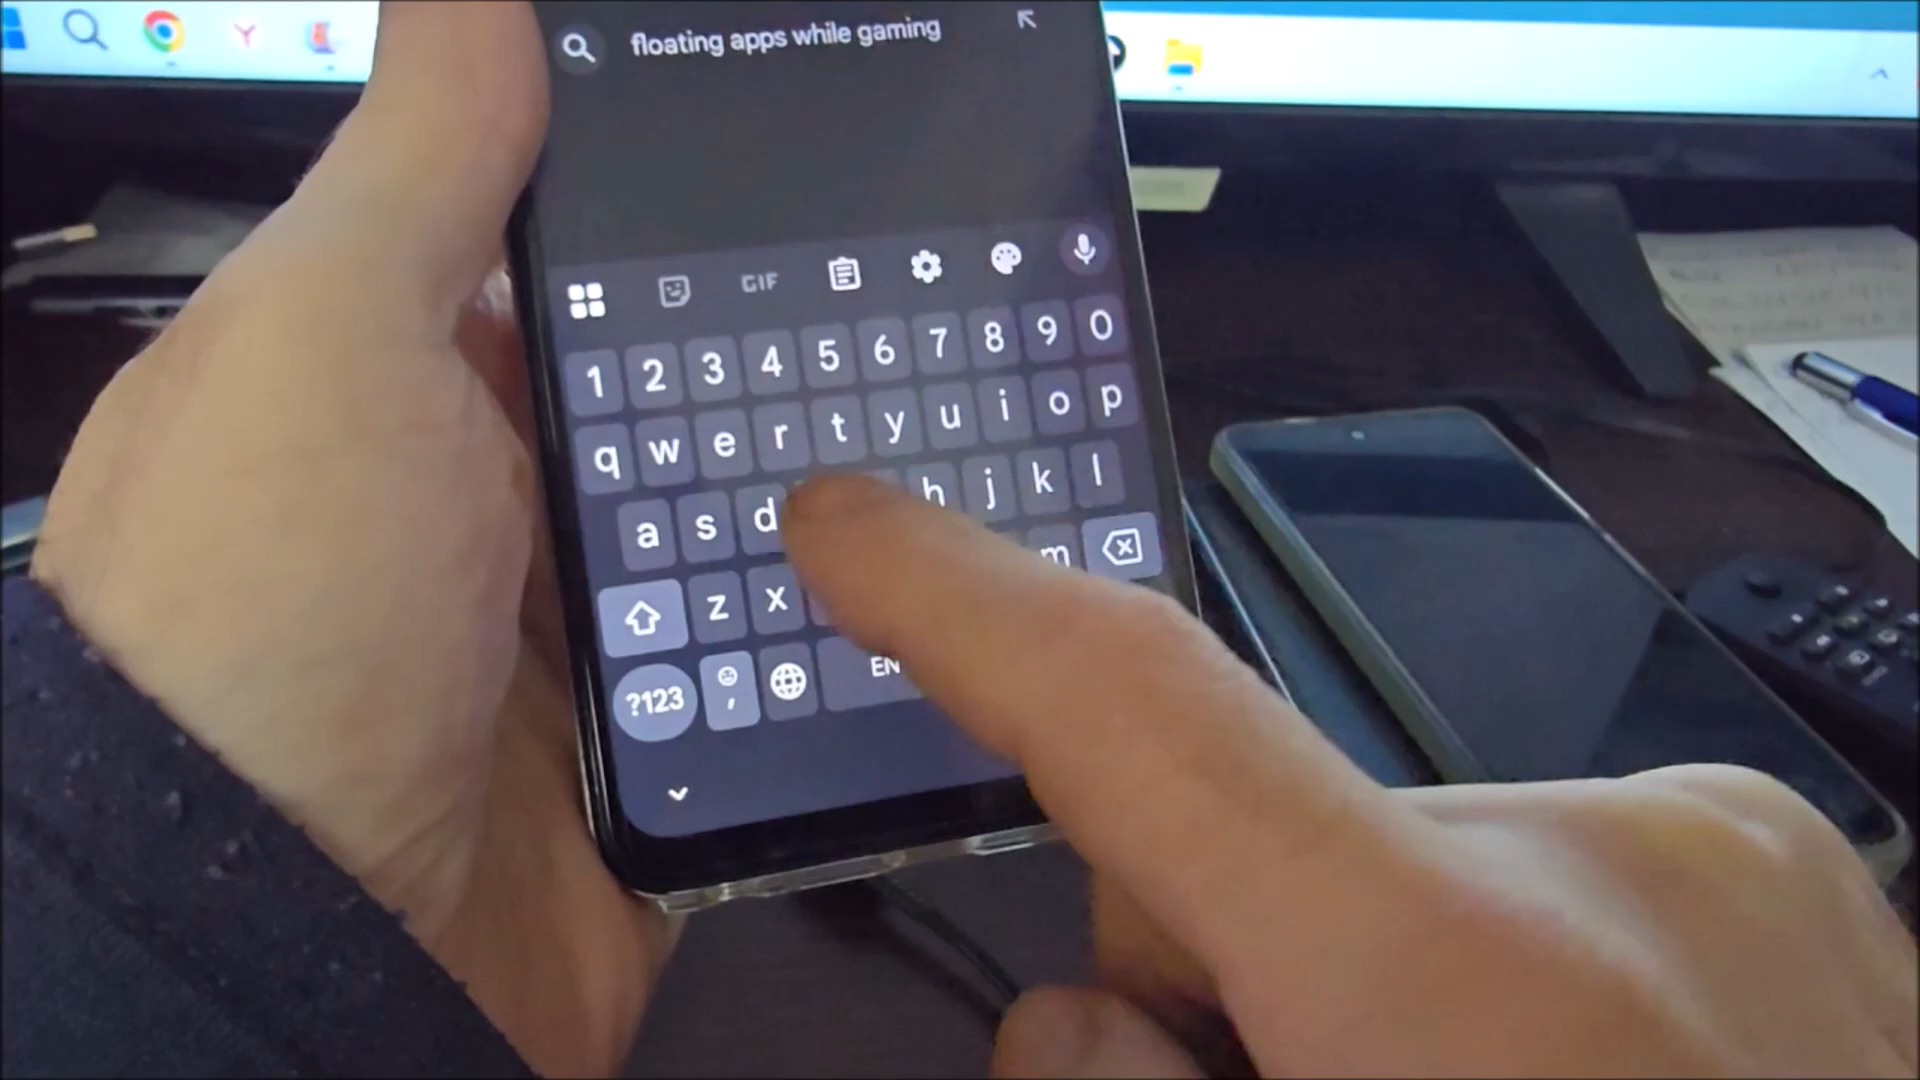 floating apps while gaming
GIF
1 2 3 4 5 6 7 8 9 0
q w e r t y u i o p
a s d h j k l
z x m
?123 , EN